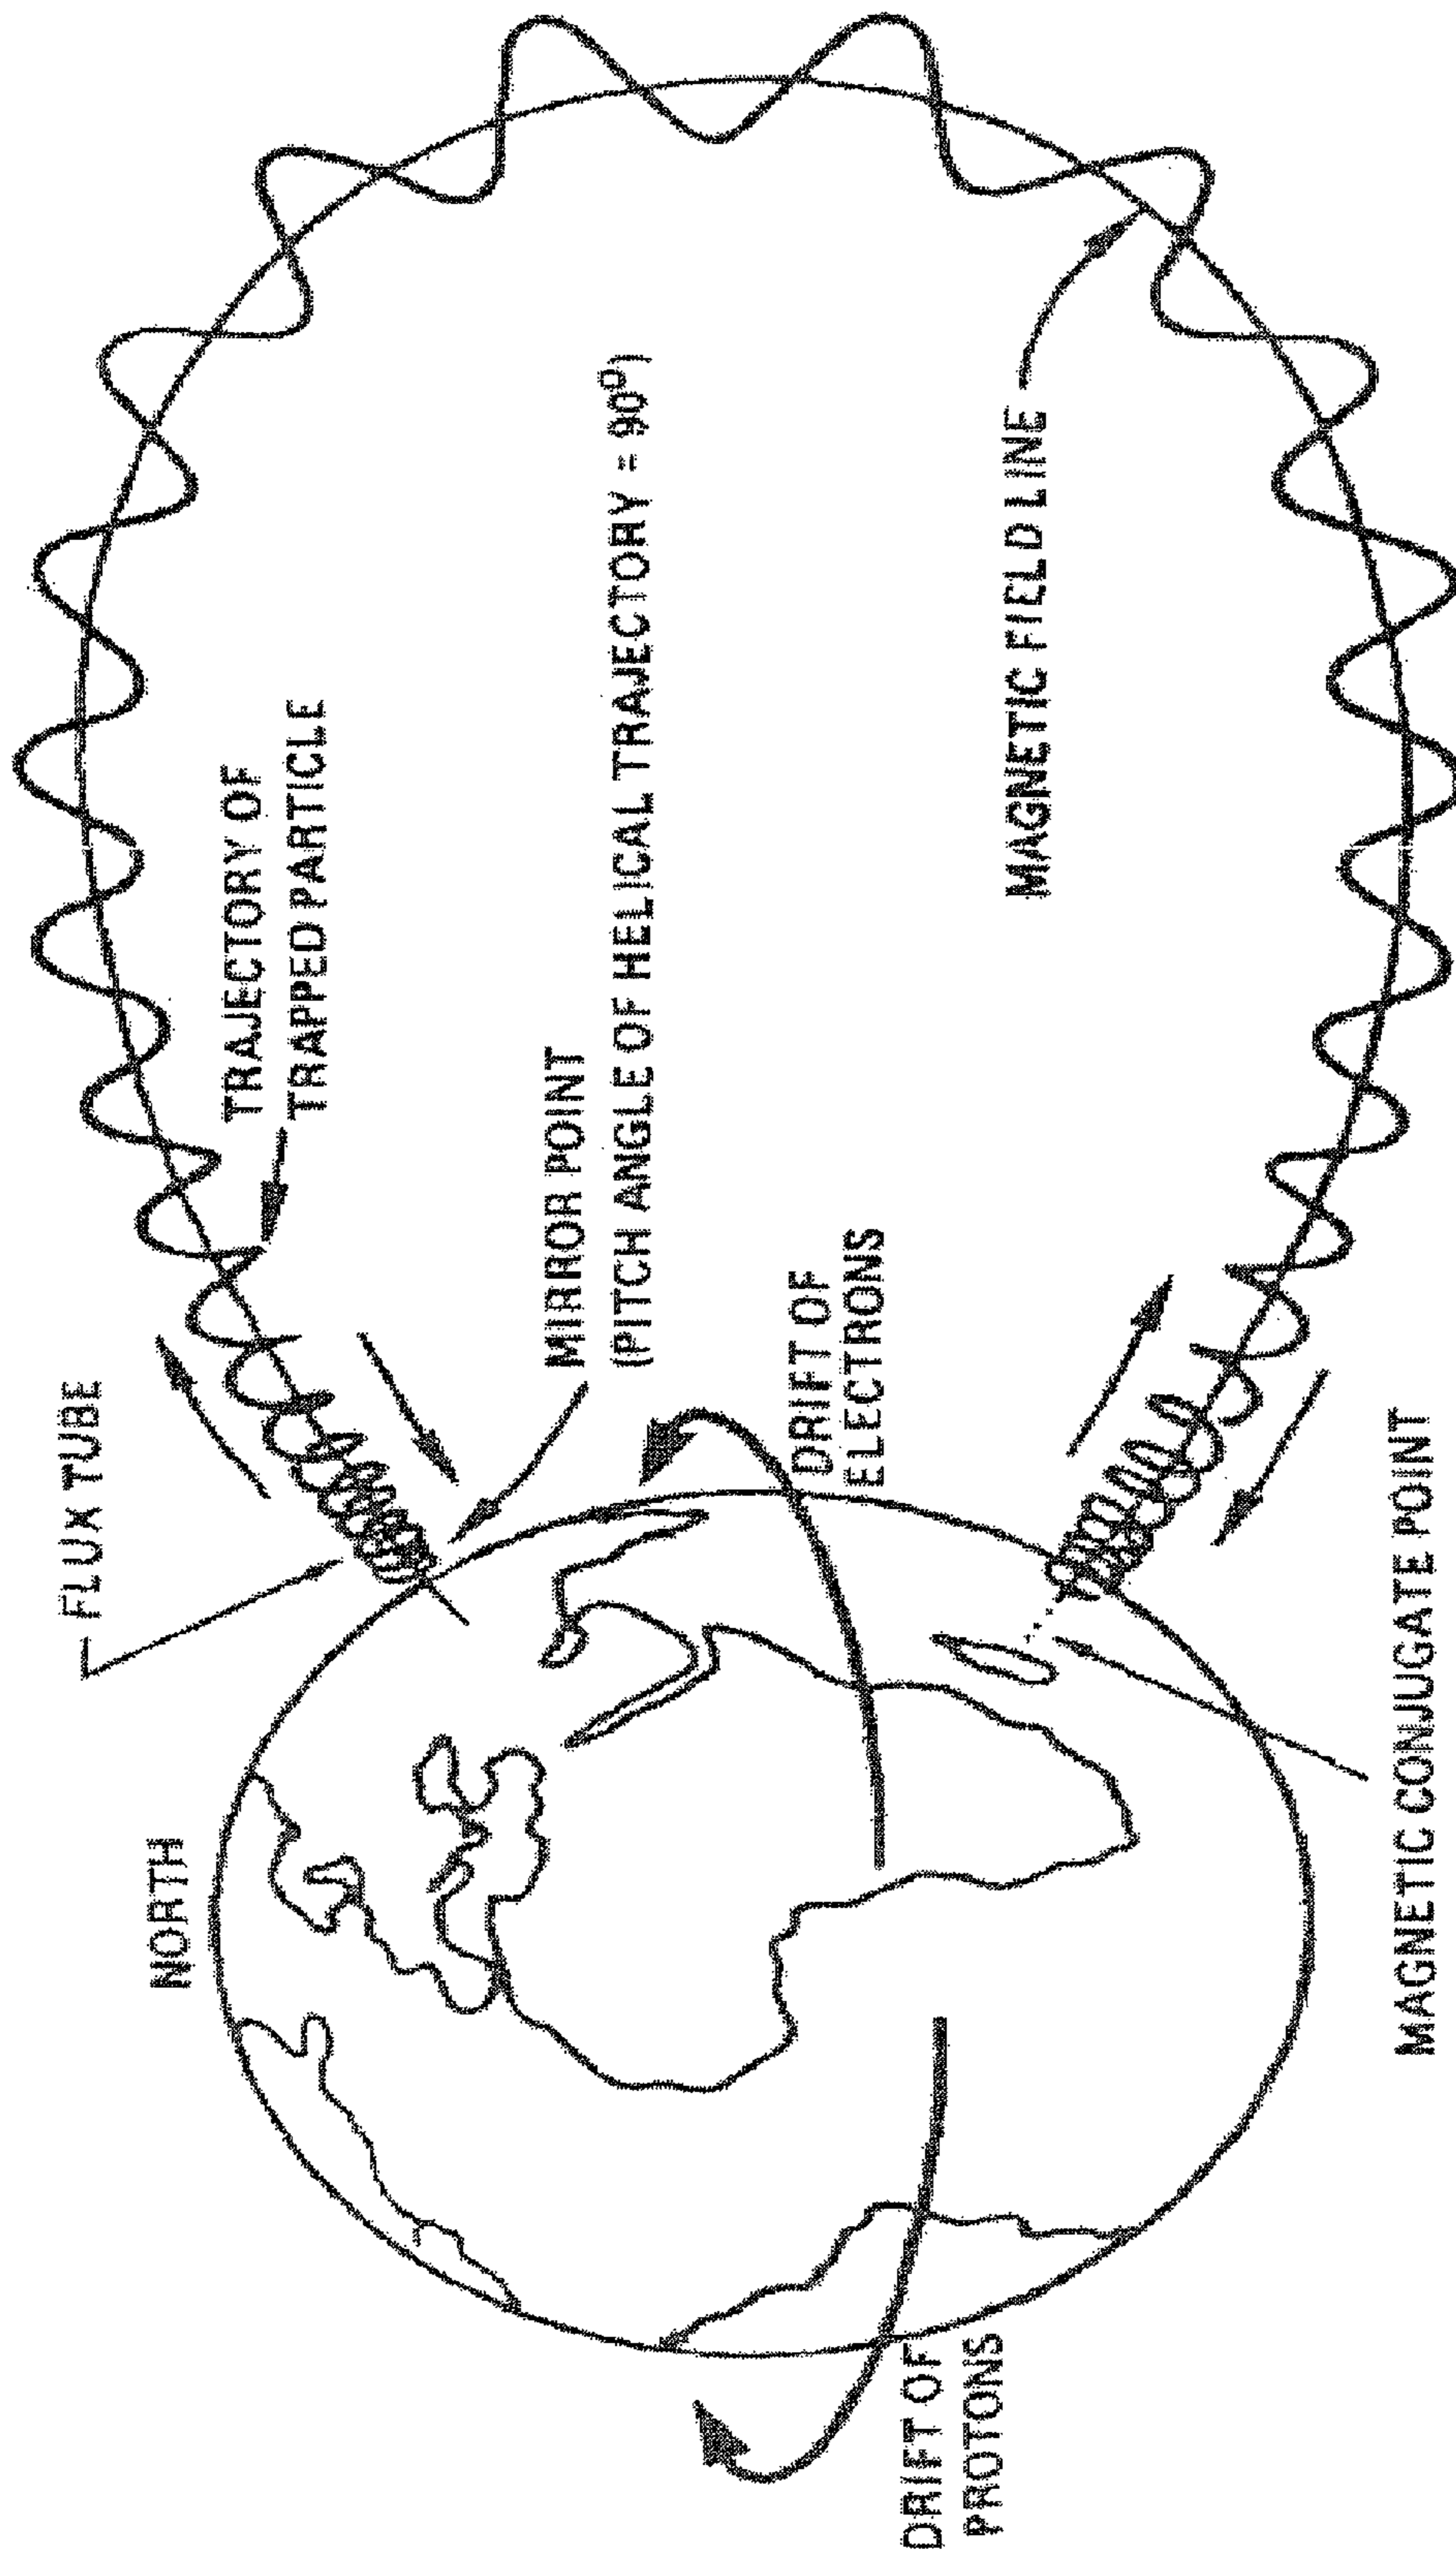 FLUX TUBE
NORTH
TRAJECTORY OF
TRAPPED PARTICLE
MIRROR POINT
(PITCH ANGLE OF HELICAL TRAJECTORY = 90°)
DRIFT OF
ELECTRONS
DRIFT OF
PROTONS
MAGNETIC FIELD LINE
MAGNETIC CONJUGATE POINT